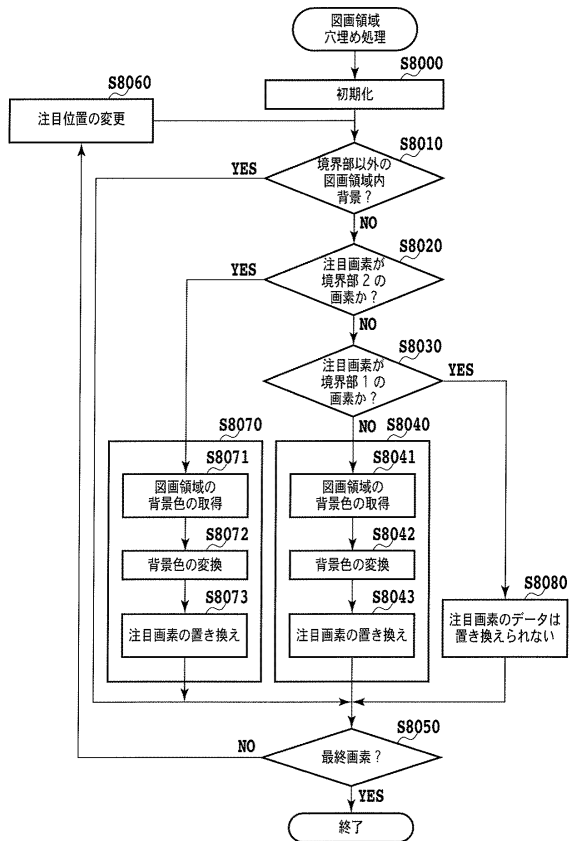 図画領域
穴埋め処理
S8000
初期化
S8060
注目位置の変更
S8010
境界部以外の
図画領域内
背景？
YES
NO
S8020
注目画素が
境界部２の
画素か？
YES
NO
S8030
注目画素が
境界部１の
画素か？
YES
NO
S8070
S8071
図画領域の
背景色の取得
S8072
背景色の変換
S8073
注目画素の置き換え
S8040
S8041
図画領域の
背景色の取得
S8042
背景色の変換
S8043
注目画素の置き換え
S8080
注目画素のデータは
置き換えられない
S8050
最終画素？
NO
YES
終了